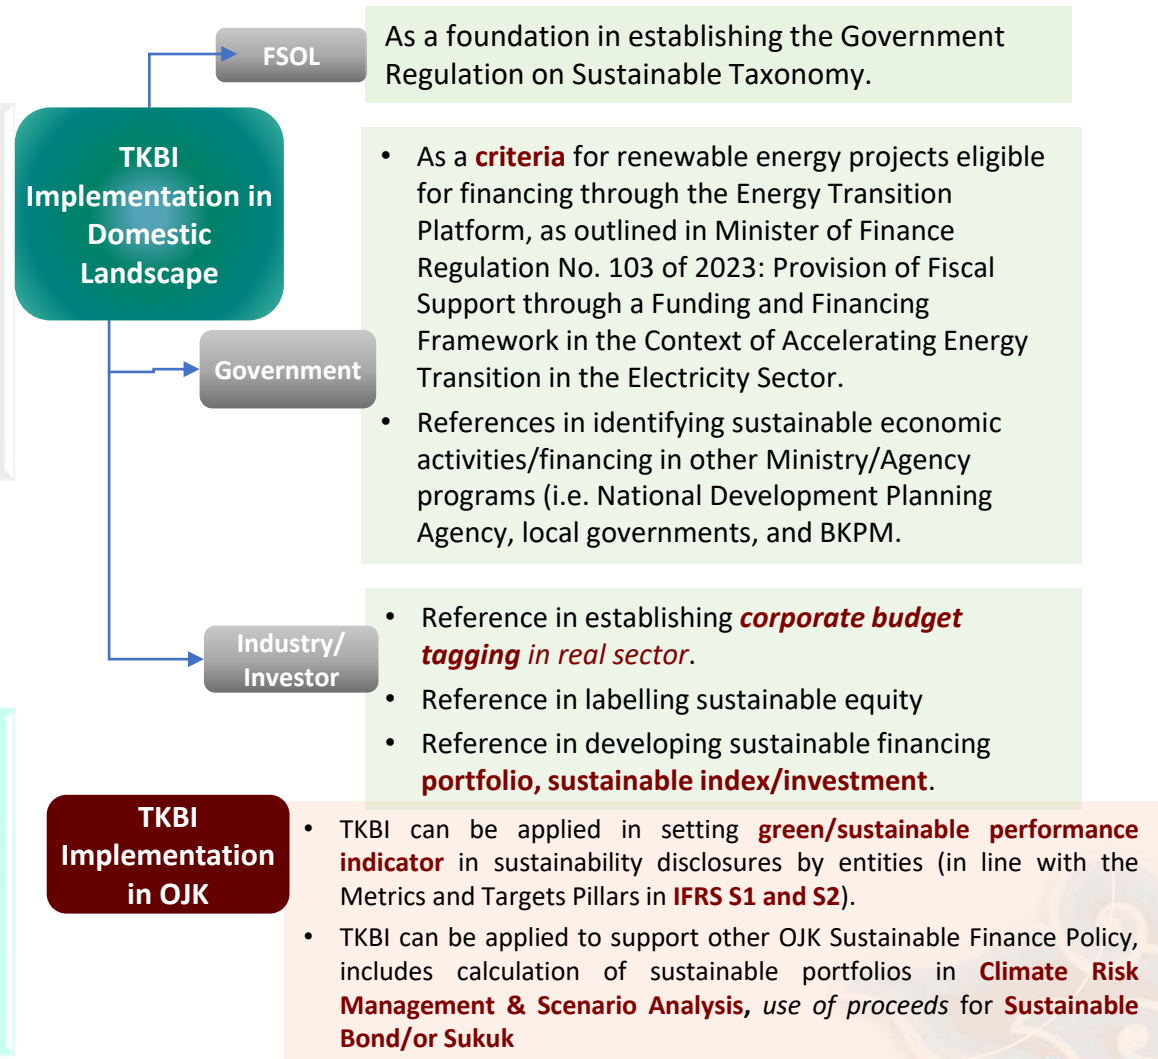 FSOL
As a foundation in establishing the Government
Regulation on Sustainable Taxonomy.
TKBI
Implementation in
Domestic
Landscape
Government
• As a criteria for renewable energy projects eligible
for financing through the Energy Transition
Platform, as outlined in Minister of Finance
Regulation No. 103 of 2023: Provision of Fiscal
Support through a Funding and Financing
Framework in the Context of Accelerating Energy
Transition in the Electricity Sector.
• References in identifying sustainable economic
activities/financing in other Ministry/Agency
programs (i.e. National Development Planning
Agency, local governments, and BKPM.
Industry/
Investor
• Reference in establishing corporate budget
tagging in real sector.
• Reference in labelling sustainable equity
• Reference in developing sustainable financing
portfolio, sustainable index/investment.
TKBI
Implementation
in OJK
• TKBI can be applied in setting green/sustainable performance
indicator in sustainability disclosures by entities (in line with the
Metrics and Targets Pillars in IFRS S1 and S2).
• TKBI can be applied to support other OJK Sustainable Finance Policy,
includes calculation of sustainable portfolios in Climate Risk
Management & Scenario Analysis, use of proceeds for Sustainable
Bond/or Sukuk